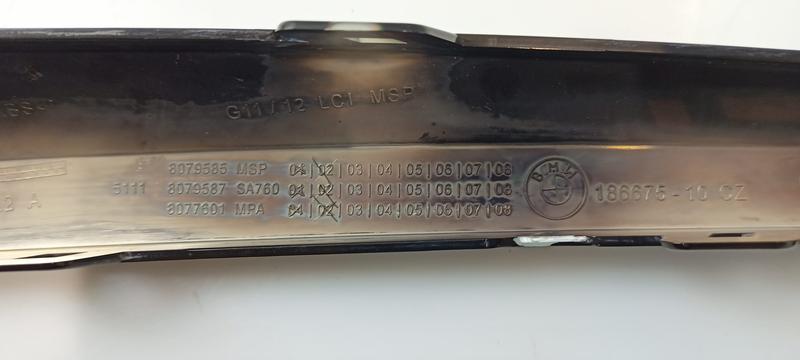 G11/12 LCI MSP
8079585 MSP 01|02|03|04|05|06|07|08
5111 8079587 SA760 01|02|03|04|05|06|07|08
8077601 MPA 01|02|03|04|05|06|07|08
BMW
186675-10 CZ
2 A